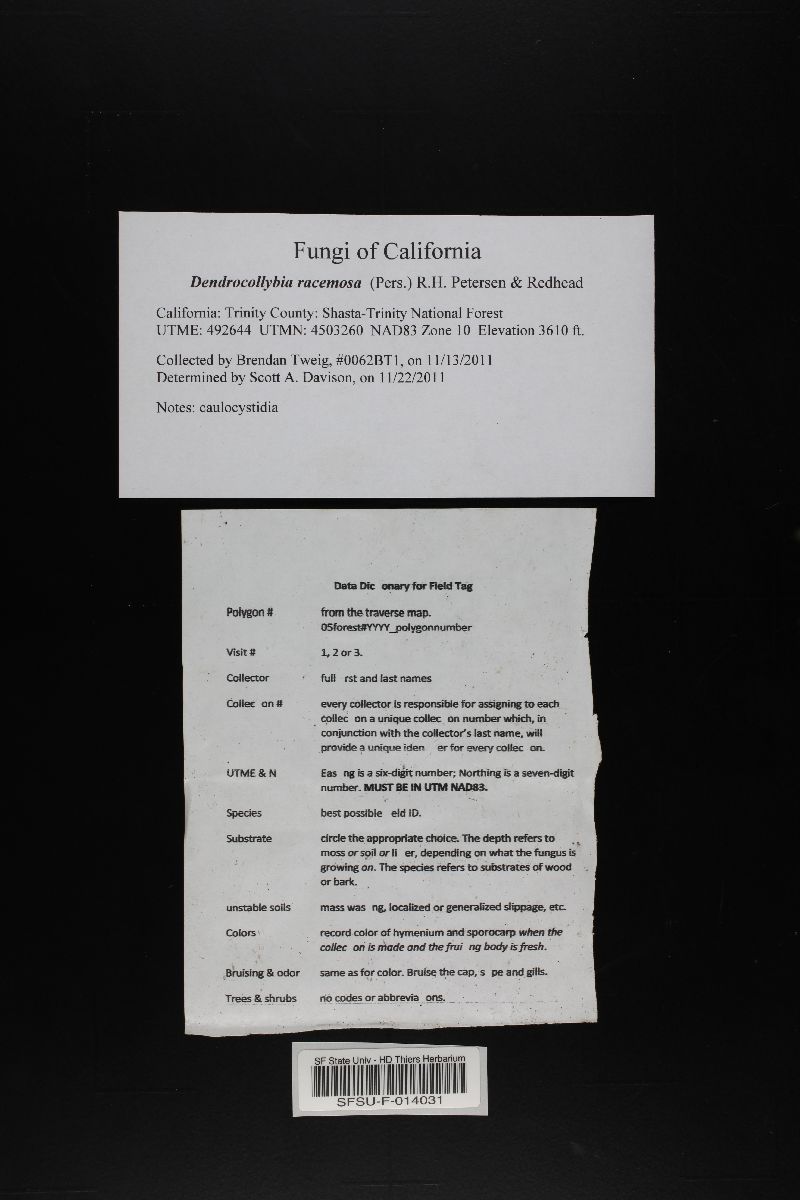 Fungi of California
Dendrocollybia racemosa (Pers.) R.H. Petersen & Redhead
California: Trinity County: Shasta-Trinity National Forest
UTME: 492644 UTMN: 4503260 NAD83 Zone 10 Elevation 3610 ft.
Collected by Brendan Tweig, #0062BT1, on 11/13/2011
Determined by Scott A. Davison, on 11/22/2011
Notes: caulocystidia
Data Dic onary for Field Tag
Polygon # from the traverse map.
05forest#YYYY_polygonnumber
Visit # 1, 2 or 3.
Collector full rst and last names
Collec on # every collector is responsible for assigning to each
collec on a unique collec on number which, in
conjunction with the collector's last name, will
provide a unique iden er for every collec on.
UTME & N Eas ng is a six-digit number; Northing is a seven-digit
number. MUST BE IN UTM NAD83.
Species best possible eld ID.
Substrate circle the appropriate choice. The depth refers to
moss or soil or li er, depending on what the fungus is
growing on. The species refers to substrates of wood
or bark.
unstable soils mass was ng, localized or generalized slippage, etc.
Colors record color of hymenium and sporocarp when the
collec on is made and the frui ng body is fresh.
Bruising & odor same as for color. Bruise the cap, s pe and gills.
Trees & shrubs no codes or abbrevia ons.
SF State Univ - HD Thiers Herbarium
SFSU-F-014031